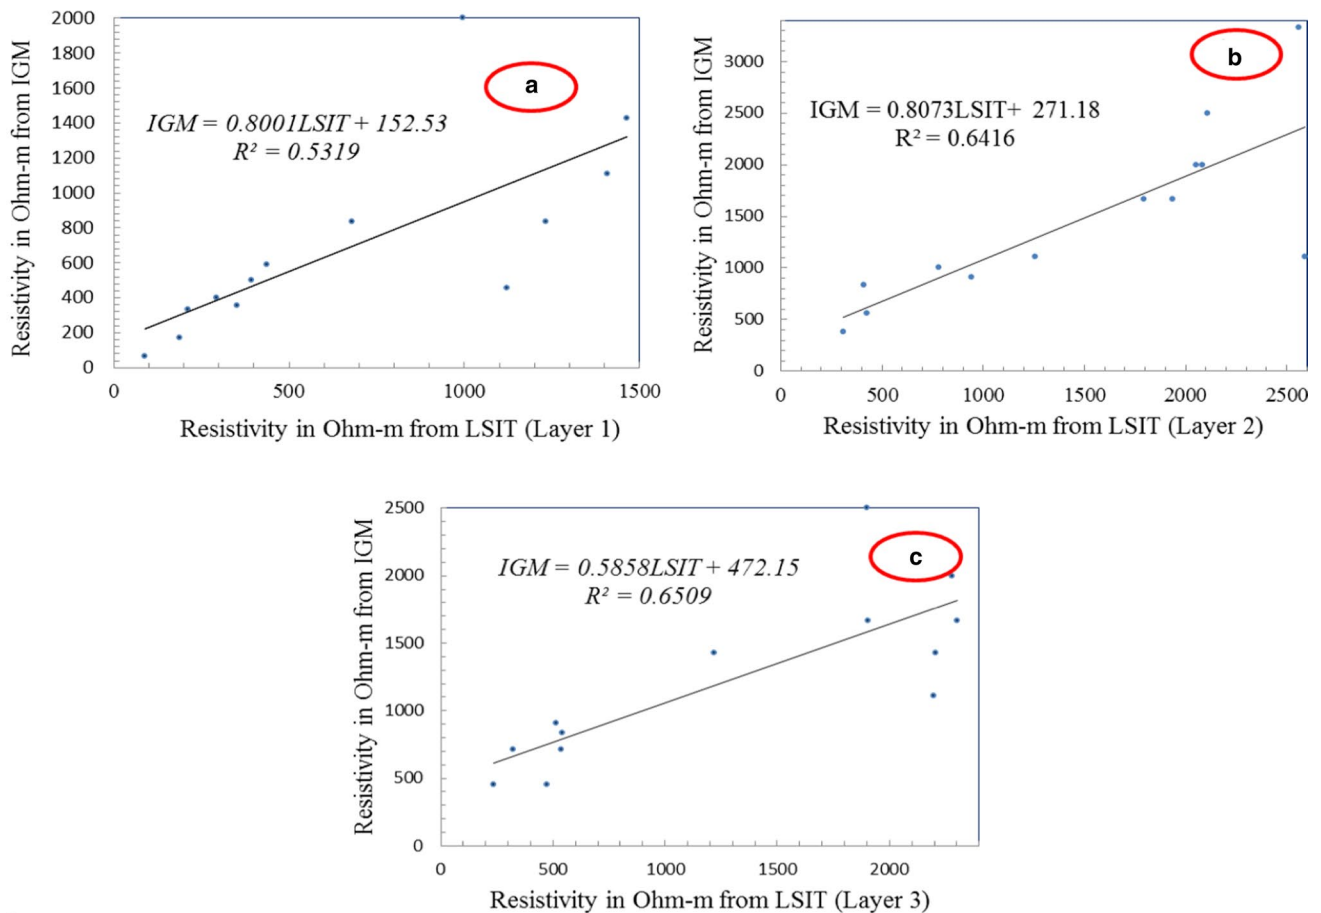 Resistivity in Ohm-m from IGM
2000
1800
1600
1400
1200
1000
800
600
400
200
0
a
IGM = 0.8001LSIT + 152.53
R² = 0.5319
0 500 1000 1500
Resistivity in Ohm-m from LSIT (Layer 1)
Resistivity in Ohm-m from IGM
3000
2500
2000
1500
1000
500
0
b
IGM = 0.8073LSIT+ 271.18
R² = 0.6416
0 500 1000 1500 2000 2500
Resistivity in Ohm-m from LSIT (Layer 2)
Resistivity in Ohm-m from IGM
2500
2000
1500
1000
500
0
c
IGM = 0.5858LSIT + 472.15
R² = 0.6509
0 500 1000 1500 2000
Resistivity in Ohm-m from LSIT (Layer 3)